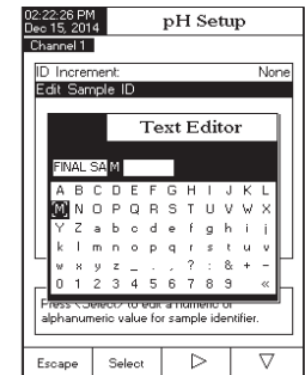 02:22:26 PM
Dec 15, 2014
pH Setup
Channel 1
ID Increment: None
Edit Sample ID
Text Editor
FINAL SAM
A B C D E F G H I J K L
M N O P Q R S T U V W X
Y Z a b c d e f g h i j
k l m n o p q r s t u v
w x y z _ . , ? : & + -
0 1 2 3 4 5 6 7 8 9 «
Press <Select> to edit a numeric or
alphanumeric value for sample identifier.
Escape Select ▷ ▽